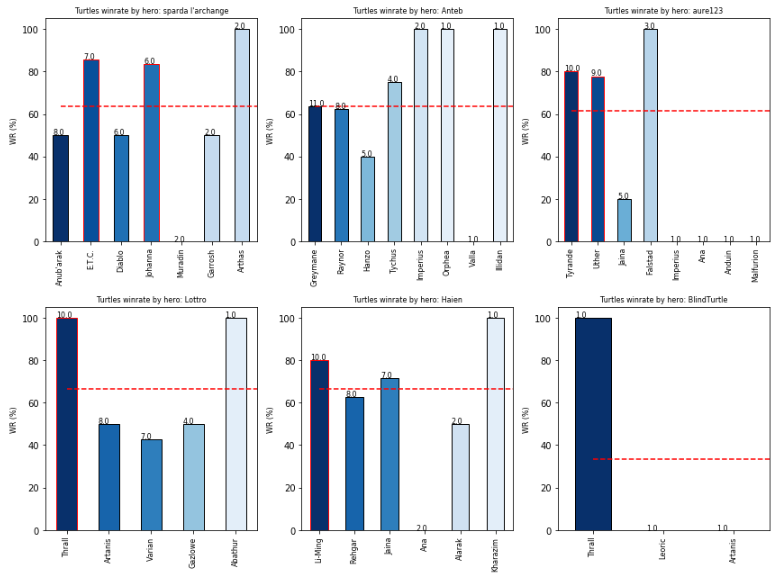 Turtles winrate by hero: sparda l'archange
WR (%)
100
80
60
40
20
0
8.0
7.0
6.0
6.0
2.0
2.0
2.0
Anub'arak
E.T.C.
Diablo
Johanna
Muradin
Garrosh
Arthas
Turtles winrate by hero: Anteb
WR (%)
100
80
60
40
20
0
11.0
8.0
5.0
4.0
2.0
1.0
1.0
1.0
Greymane
Raynor
Hanzo
Tychus
Imperius
Orphea
Valla
Illidan
Turtles winrate by hero: aure123
WR (%)
100
80
60
40
20
0
10.0
9.0
5.0
3.0
1.0
1.0
1.0
1.0
Tyrande
Uther
Jaina
Falstad
Imperius
Ana
Anduin
Malfurion
Turtles winrate by hero: Lottro
WR (%)
100
80
60
40
20
0
10.0
8.0
7.0
4.0
1.0
Thrall
Artanis
Varian
Gazlowe
Abathur
Turtles winrate by hero: Haien
WR (%)
100
80
60
40
20
0
10.0
8.0
7.0
2.0
2.0
1.0
Li-Ming
Rehgar
Jaina
Ana
Alarak
Kharazim
Turtles winrate by hero: BlindTurtle
WR (%)
100
80
60
40
20
0
1.0
1.0
1.0
Thrall
Leoric
Artanis